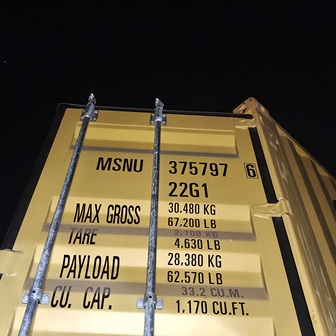 MSNU 375797 6
22G1
MAX GROSS 30.480 KG
67.200 LB
TARE 2.100 KG
4.630 LB
PAYLOAD 28.380 KG
62.570 LB
CU. CAP. 33.2 CU.M.
1,170 CU.FT.